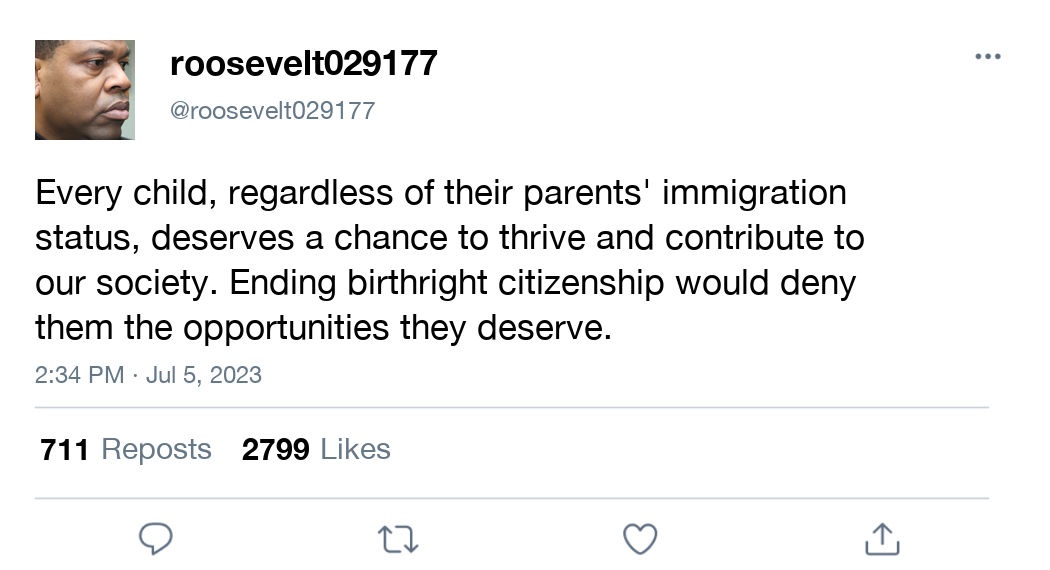 roosevelt029177
@roosevelt029177
Every child, regardless of their parents' immigration
status, deserves a chance to thrive and contribute to
our society. Ending birthright citizenship would deny
them the opportunities they deserve.
2:34 PM · Jul 5, 2023
711 Reposts 2799 Likes